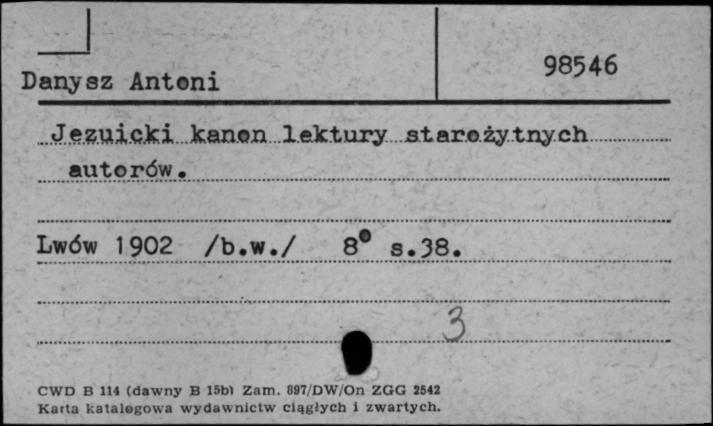 98546
Danysz Antoni
Jezuicki kanon lektury starożytnych
autorów.
Lwów 1902 /b.w./ 8° s.38.
3
CWD B 114 (dawny B 15b) Zam. 897/DW/On ZGG 2542
Karta katalogowa wydawnictw ciągłych i zwartych.